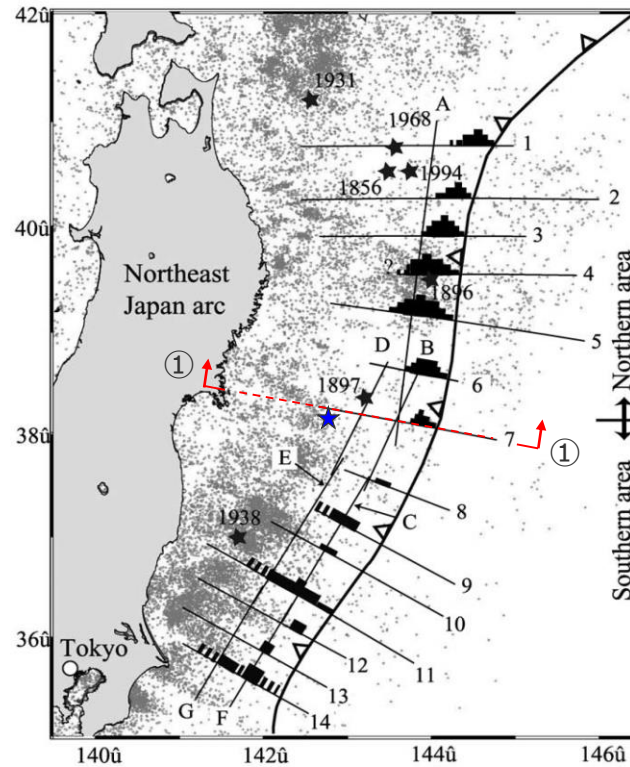 42û
40û
38û
36û
140û
142û
144û
146û
1931
1968
1994
1856
1896
1897
1938
A
B
C
D
E
F
G
1
2
3
4
5
6
7
8
9
10
11
12
13
14
?
Northeast
Japan arc
Tokyo
①
①
Southern area
Northern area